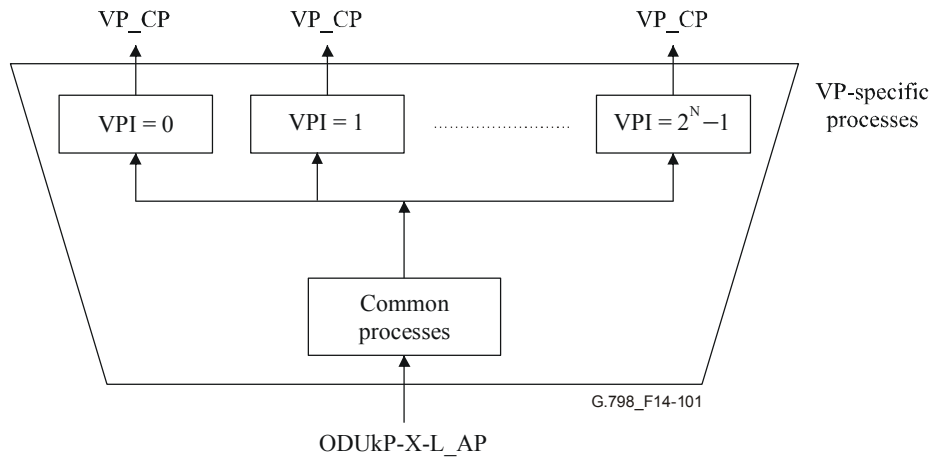 VP_CP VP_CP VP_CP
VP-specific
processes
VPI = 0 VPI = 1 .......................... VPI = 2^N−1
Common
processes
G.798_F14-101
ODUkP-X-L_AP